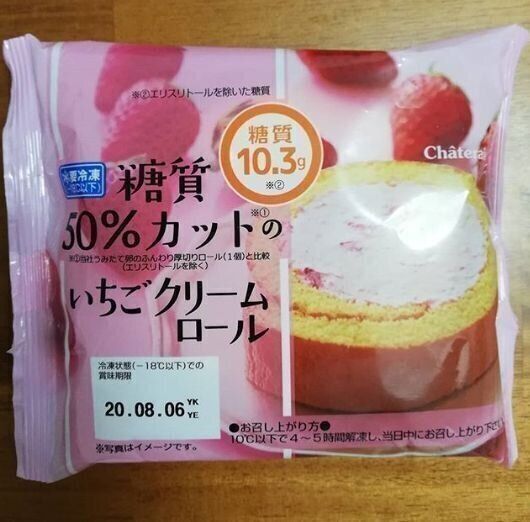 ※②エリスリトールを除いた糖質
糖質
10.3g
※②
Châtera
要冷凍
糖質
50%カットの
※①
※①当社うみたて卵のふんわり厚切りロール(1個)と比較
(エリスリトールを除く)
いちごクリーム
ロール
冷凍状態(−18℃以下)での
賞味期限
20.08.06 YK
YE
●お召し上がり方●
10℃以下で4~5時間解凍し、当日中にお召し上がり下さい
※写真はイメージです。